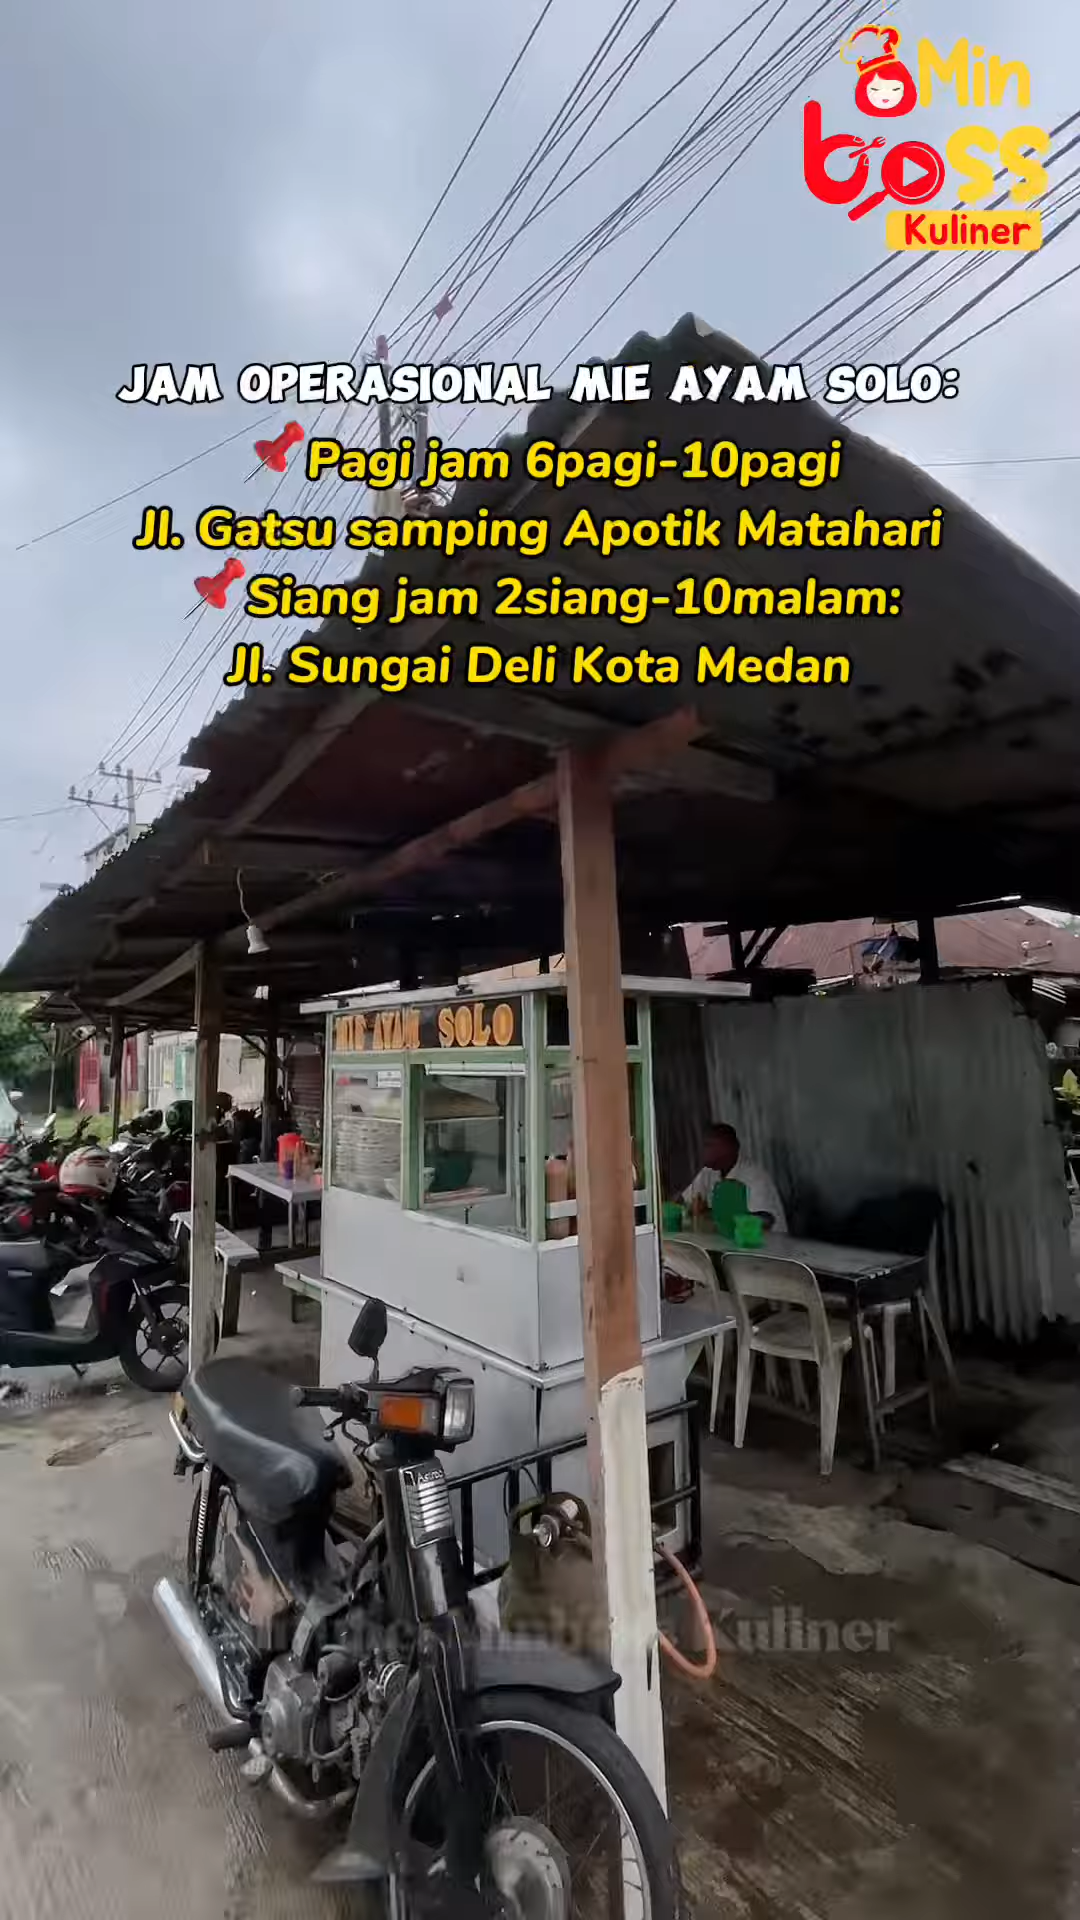 Min
boss
Kuliner
JAM OPERASIONAL MIE AYAM SOLO:
📌Pagi jam 6pagi-10pagi
Jl. Gatsu samping Apotik Matahari
📌Siang jam 2siang-10malam:
Jl. Sungai Deli Kota Medan
MIE AYAM SOLO
Astrea
Kuliner